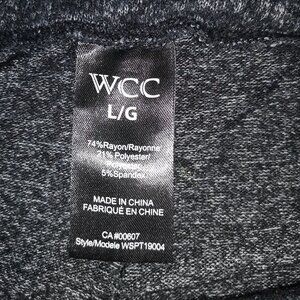 WCC
L/G
74%Rayon/Rayonne
21% Polyester/
Polyester
5%Spandex
MADE IN CHINA
FABRIQUÉ EN CHINE
CA#00607
Style/Modele WSPT19004